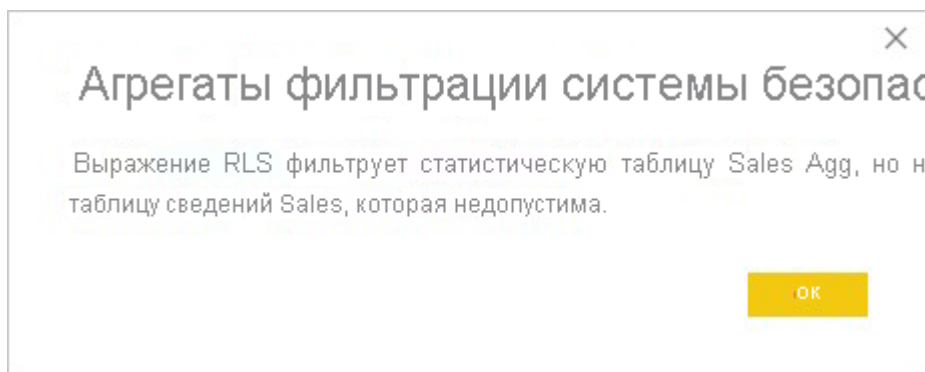 Агрегаты фильтрации системы безопас
Выражение RLS фильтрует статистическую таблицу Sales Agg, но н
таблицу сведений Sales, которая недопустима.
ОК